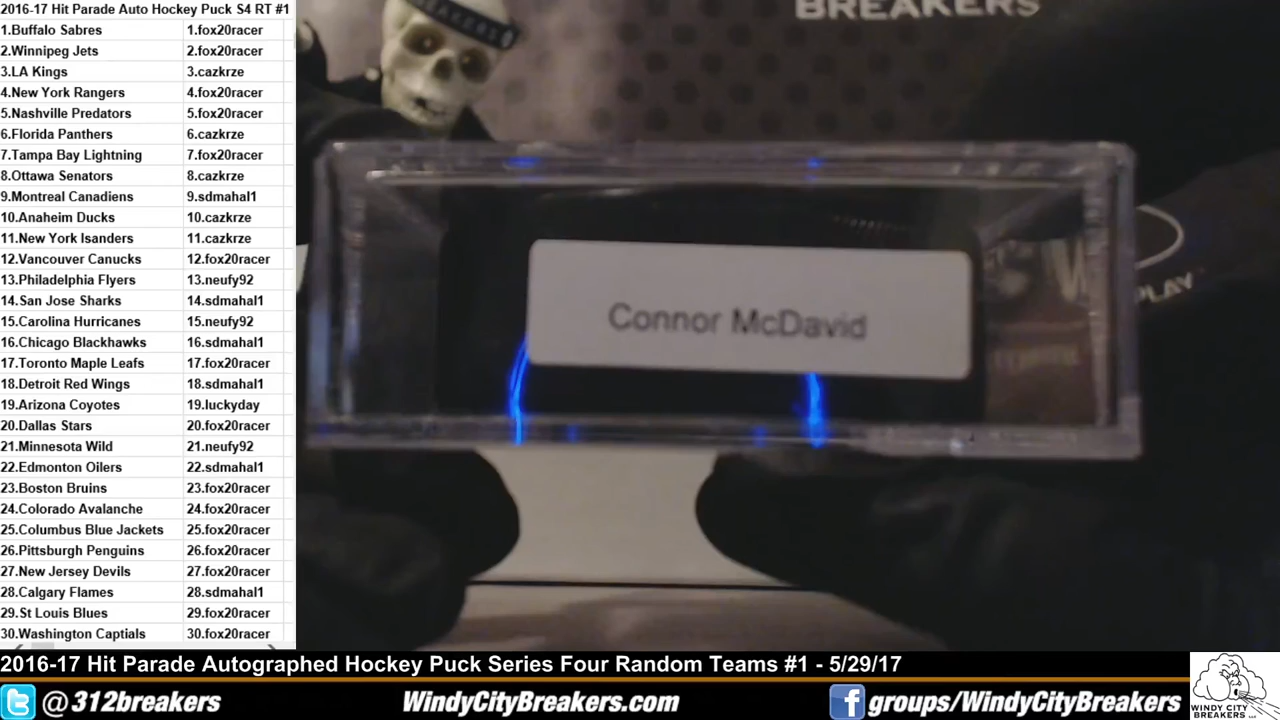 2016-17 Hit Parade Auto Hockey Puck S4 RT #1
1.Buffalo Sabres 1.fox20racer
2.Winnipeg Jets 2.fox20racer
3.LA Kings 3.cazkrze
4.New York Rangers 4.fox20racer
5.Nashville Predators 5.fox20racer
6.Florida Panthers 6.cazkrze
7.Tampa Bay Lightning 7.fox20racer
8.Ottawa Senators 8.cazkrze
9.Montreal Canadiens 9.sdmahal1
10.Anaheim Ducks 10.cazkrze
11.New York Isanders 11.cazkrze
12.Vancouver Canucks 12.fox20racer
13.Philadelphia Flyers 13.neufy92
14.San Jose Sharks 14.sdmahal1
15.Carolina Hurricanes 15.neufy92
16.Chicago Blackhawks 16.sdmahal1
17.Toronto Maple Leafs 17.fox20racer
18.Detroit Red Wings 18.sdmahal1
19.Arizona Coyotes 19.luckyday
20.Dallas Stars 20.fox20racer
21.Minnesota Wild 21.neufy92
22.Edmonton Oilers 22.sdmahal1
23.Boston Bruins 23.fox20racer
24.Colorado Avalanche 24.fox20racer
25.Columbus Blue Jackets 25.fox20racer
26.Pittsburgh Penguins 26.fox20racer
27.New Jersey Devils 27.fox20racer
28.Calgary Flames 28.sdmahal1
29.St Louis Blues 29.fox20racer
30.Washington Captials 30.fox20racer
BREAKERS
Connor McDavid
PLAY
2016-17 Hit Parade Autographed Hockey Puck Series Four Random Teams #1 - 5/29/17
@312breakers WindyCityBreakers.com groups/WindyCityBreakers
WINDY CITY
BREAKERS LLC